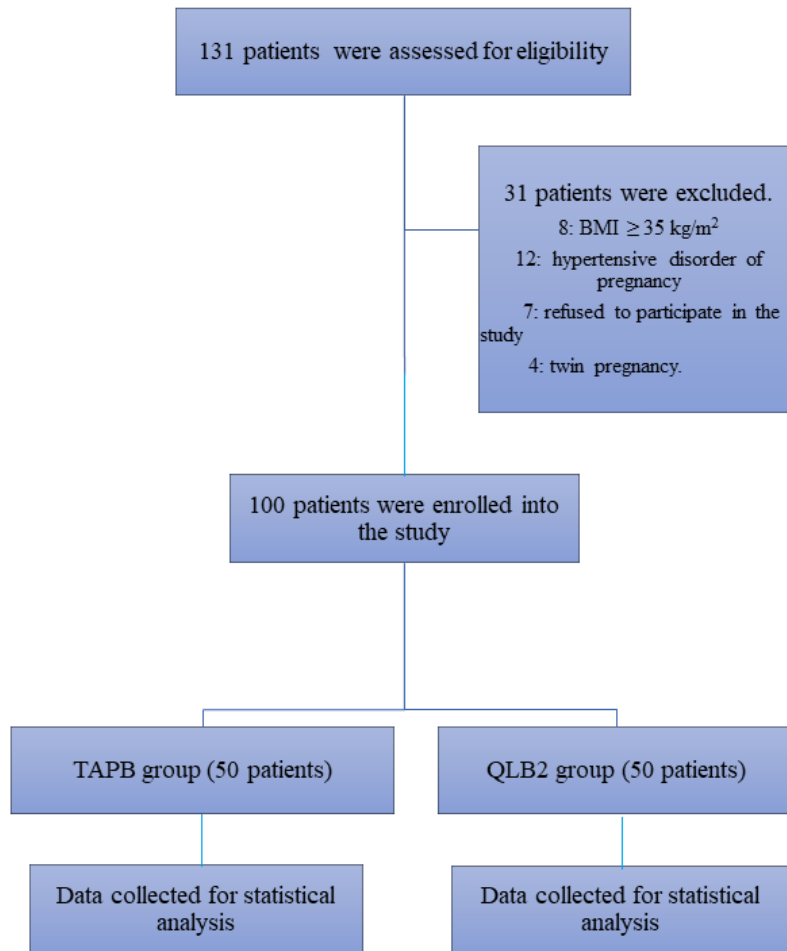 131 patients were assessed for eligibility
31 patients were excluded.
8: BMI ≥ 35 kg/m²
12: hypertensive disorder of
pregnancy
7: refused to participate in the
study
4: twin pregnancy.
100 patients were enrolled into
the study
TAPB group (50 patients)
QLB2 group (50 patients)
Data collected for statistical
analysis
Data collected for statistical
analysis